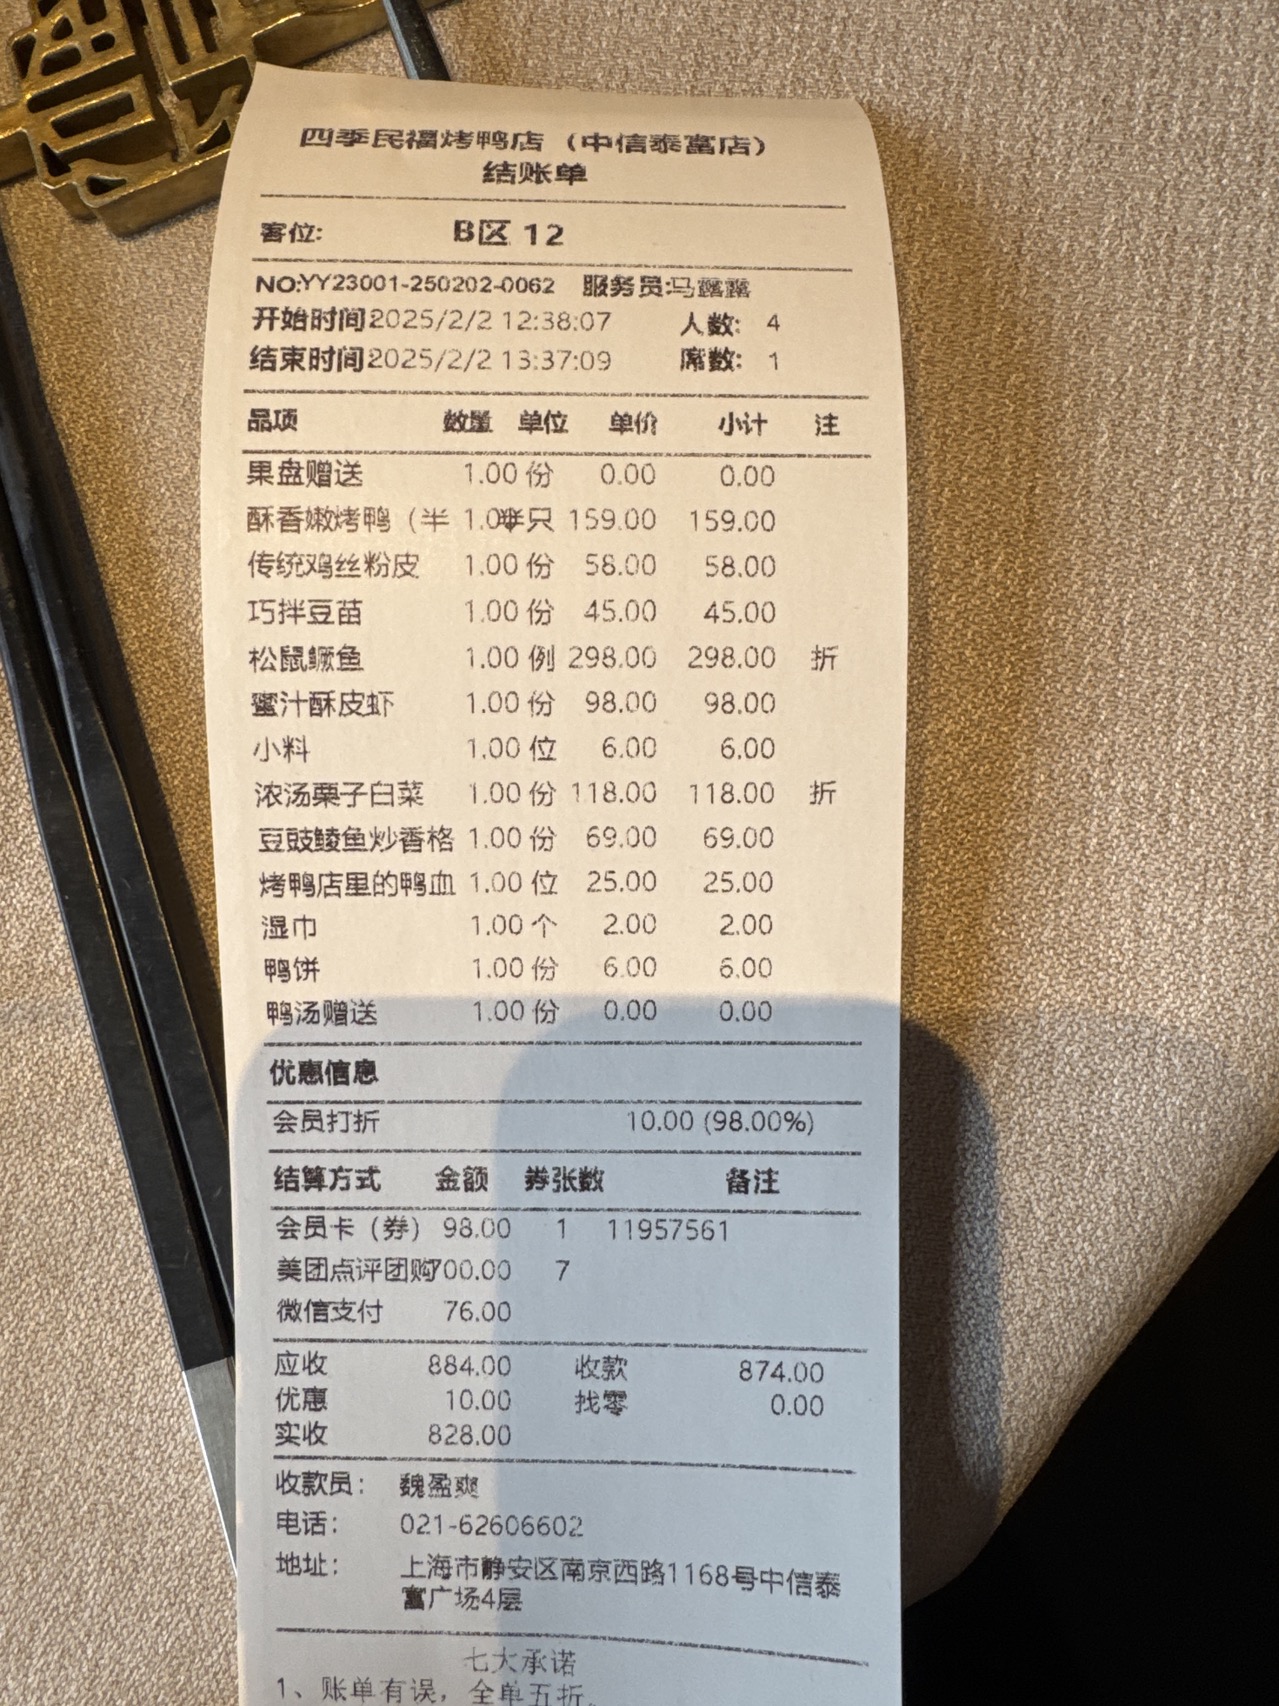 四季民福烤鸭店（中信泰富店）
结账单
客位: B区 12
NO:YY23001-250202-0062 服务员:马露露
开始时间2025/2/2 12:38:07 人数: 4
结束时间2025/2/2 13:37:09 席数: 1
品项 数量 单位 单价 小计 注
果盘赠送 1.00 份 0.00 0.00
酥香嫩烤鸭（半 1.00半只 159.00 159.00
传统鸡丝粉皮 1.00 份 58.00 58.00
巧拌豆苗 1.00 份 45.00 45.00
松鼠鳜鱼 1.00 例 298.00 298.00 折
蜜汁酥皮虾 1.00 份 98.00 98.00
小料 1.00 位 6.00 6.00
浓汤栗子白菜 1.00 份 118.00 118.00 折
豆豉鲮鱼炒香格 1.00 份 69.00 69.00
烤鸭店里的鸭血 1.00 位 25.00 25.00
湿巾 1.00 个 2.00 2.00
鸭饼 1.00 份 6.00 6.00
鸭汤赠送 1.00 份 0.00 0.00
优惠信息
会员打折 10.00 (98.00%)
结算方式 金额 券张数 备注
会员卡（券） 98.00 1 11957561
美团点评团购700.00 7
微信支付 76.00
应收 884.00 收款 874.00
优惠 10.00 找零 0.00
实收 828.00
收款员： 魏盈爽
电话： 021-62606602
地址： 上海市静安区南京西路1168号中信泰
富广场4层
七大承诺
1、账单有误，全单五折。